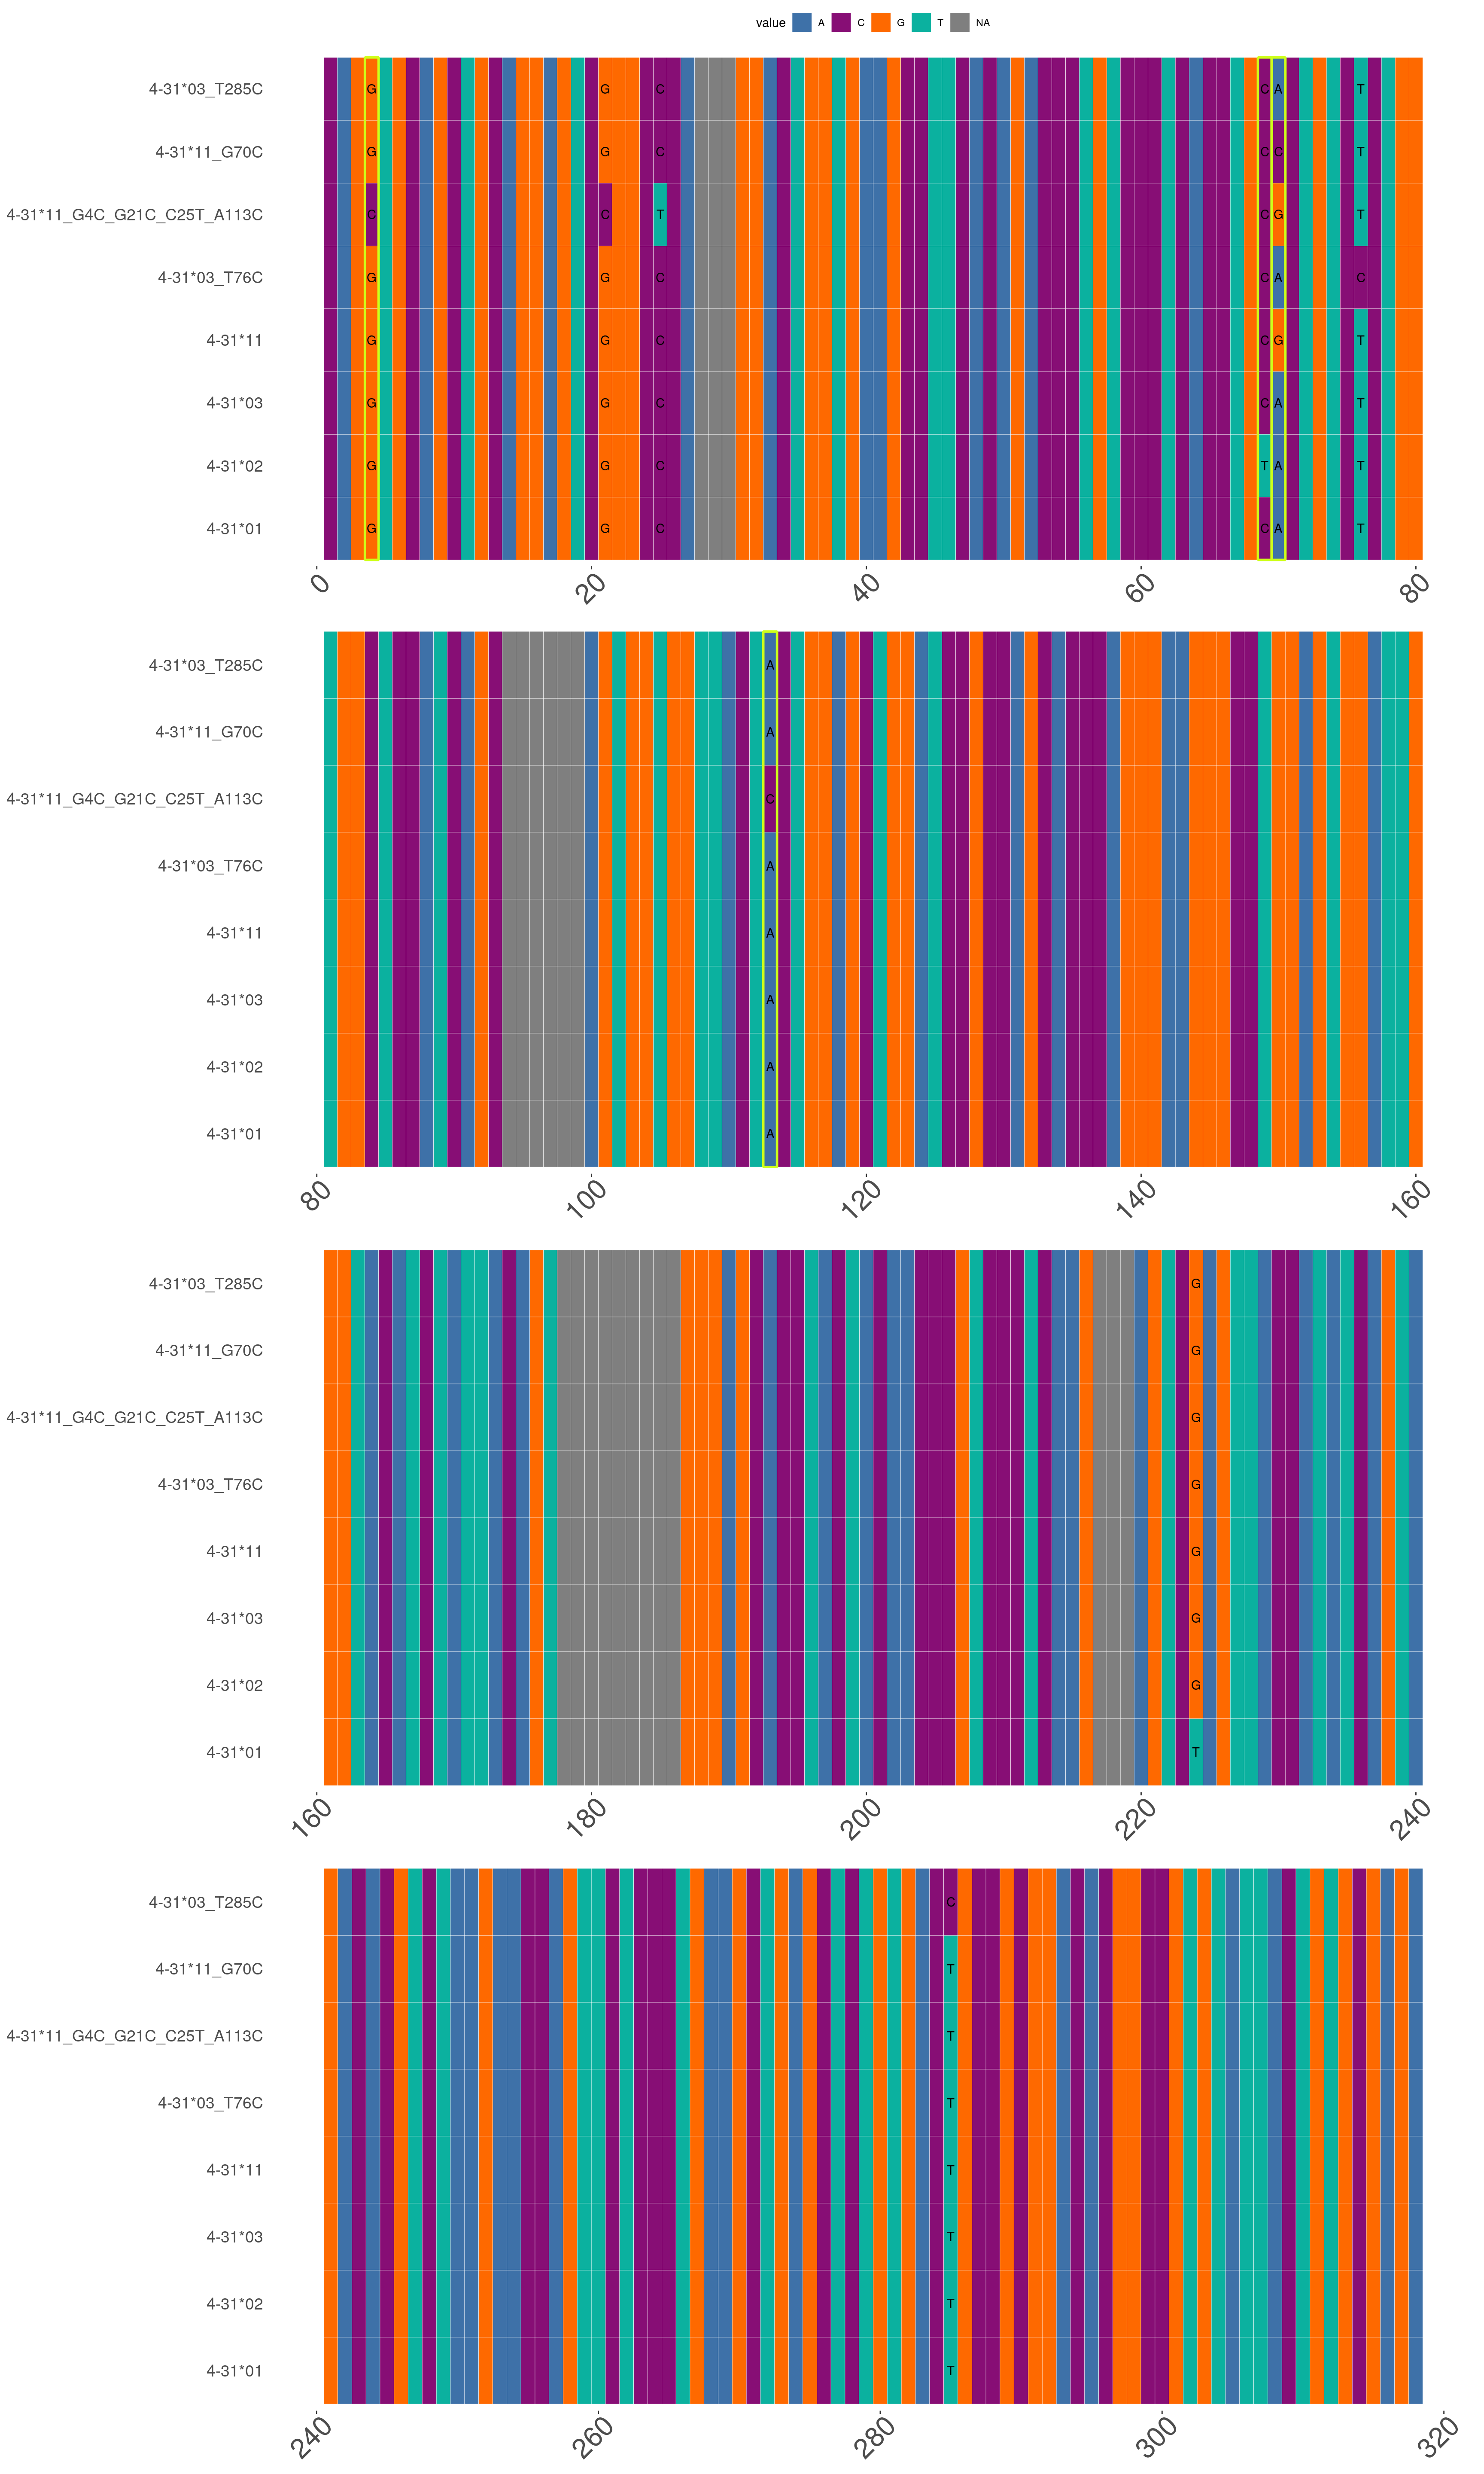 value A C G T NA
4-31*03_T285C G G C C A T
4-31*11_G70C G G C C C T
4-31*11_G4C_G21C_C25T_A113C C C T C G T
4-31*03_T76C G G C C A C
4-31*11 G G C C G T
4-31*03 G G C C A T
4-31*02 G G C T A T
4-31*01 G G C C A T
0 20 40 60 80
4-31*03_T285C A
4-31*11_G70C A
4-31*11_G4C_G21C_C25T_A113C C
4-31*03_T76C A
4-31*11 A
4-31*03 A
4-31*02 A
4-31*01 A
80 100 120 140 160
4-31*03_T285C G
4-31*11_G70C G
4-31*11_G4C_G21C_C25T_A113C G
4-31*03_T76C G
4-31*11 G
4-31*03 G
4-31*02 G
4-31*01 T
160 180 200 220 240
4-31*03_T285C C
4-31*11_G70C T
4-31*11_G4C_G21C_C25T_A113C T
4-31*03_T76C T
4-31*11 T
4-31*03 T
4-31*02 T
4-31*01 T
240 260 280 300 320